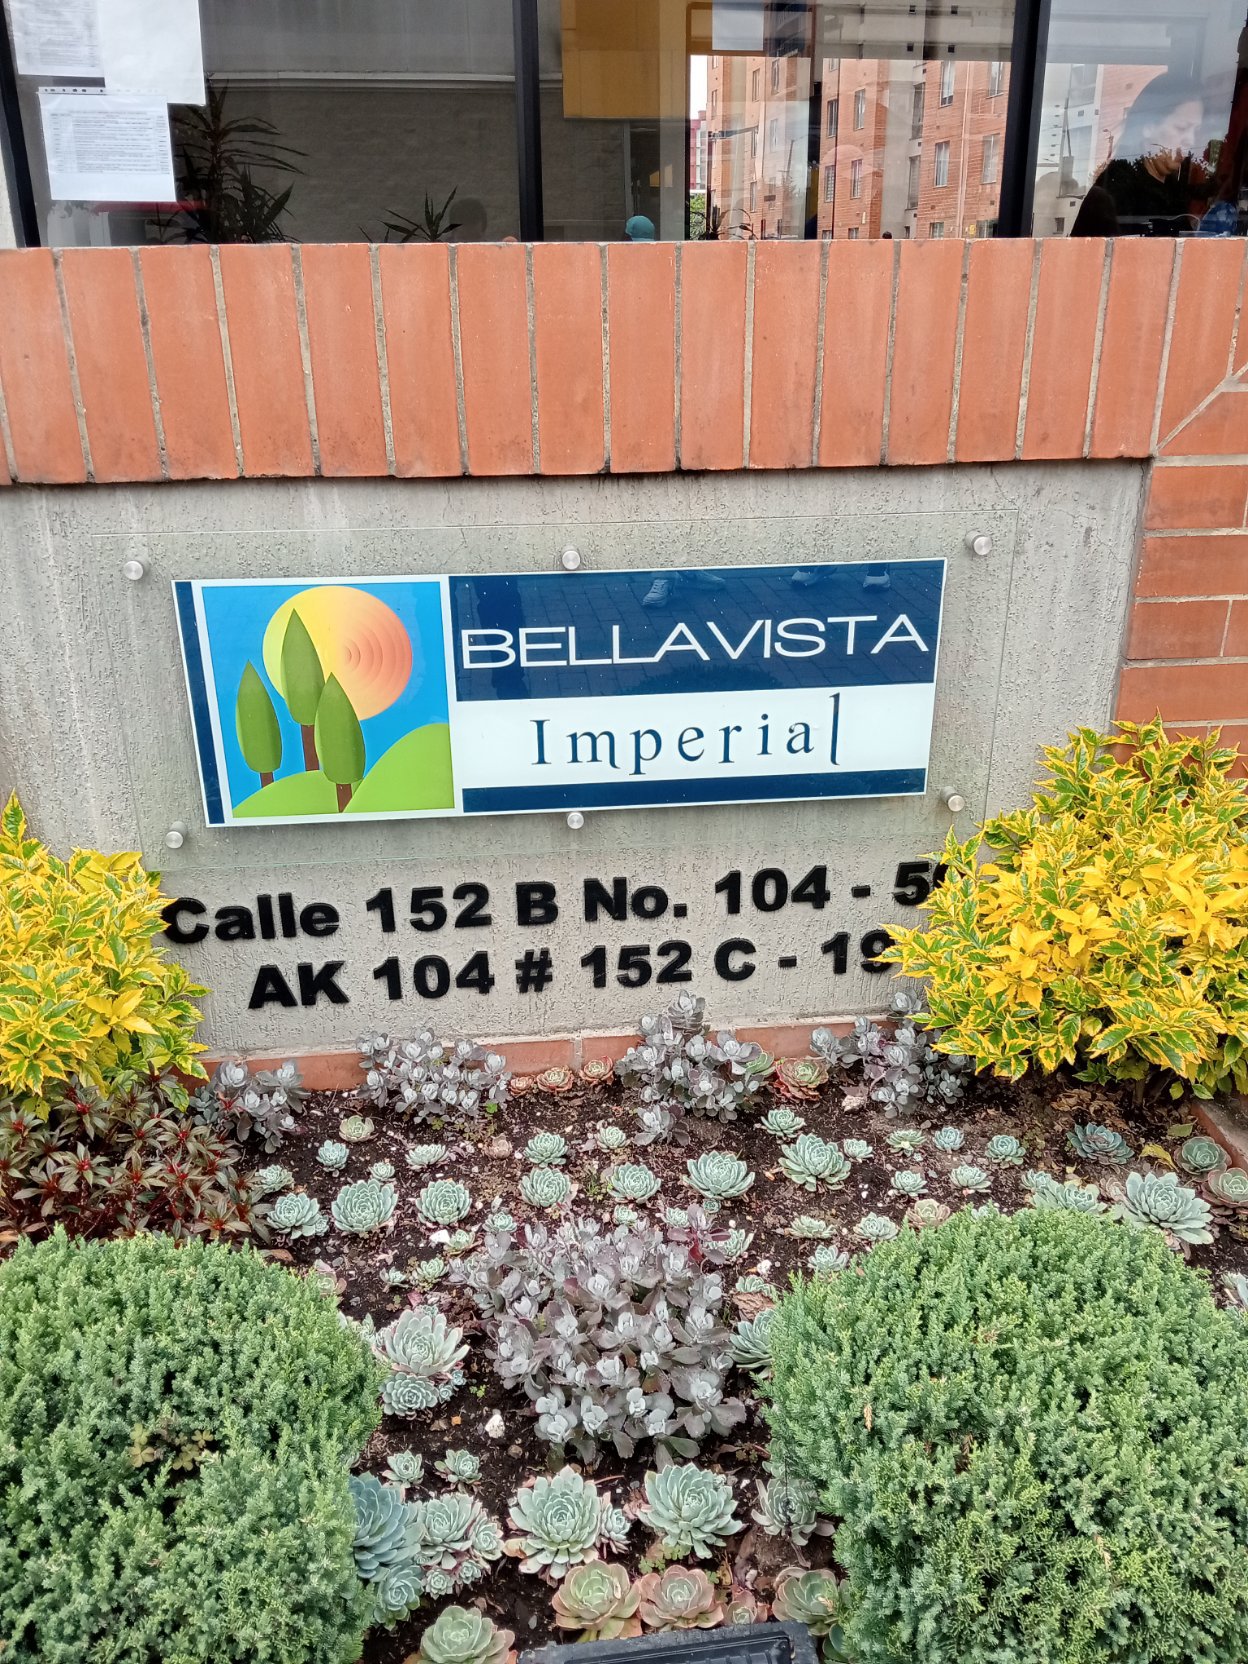 BELLAVISTA
Imperial
Calle 152 B No. 104 - 5
AK 104 # 152 C - 19